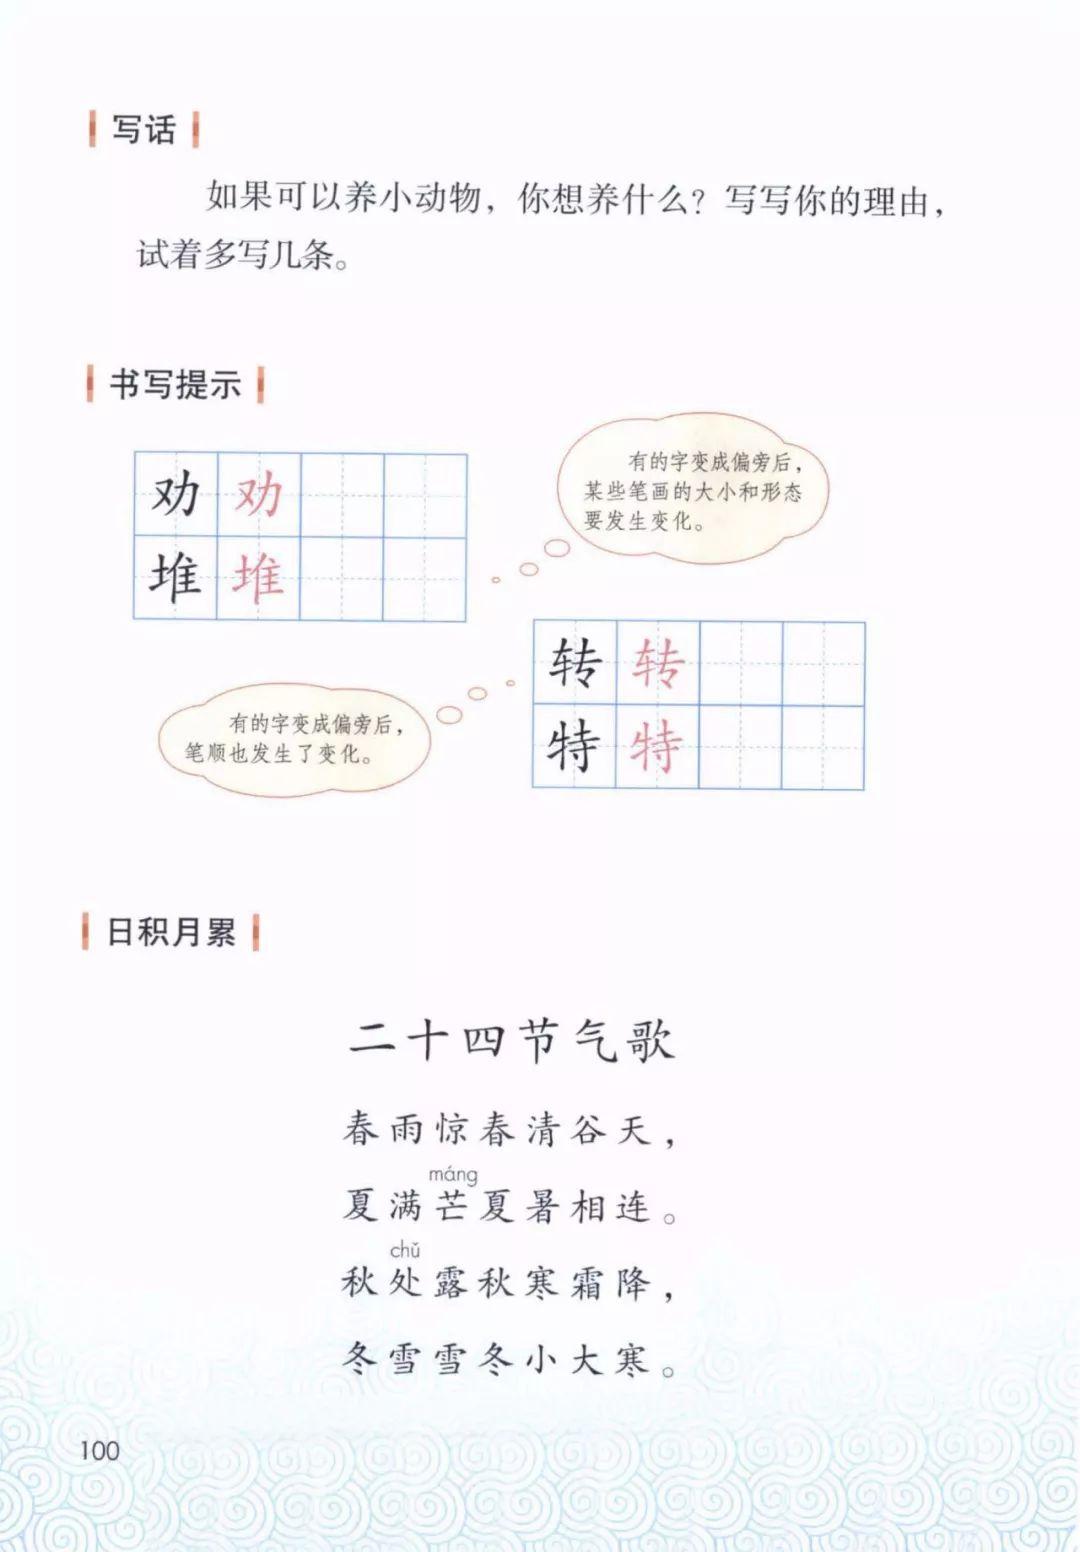 写话
如果可以养小动物，你想养什么？写写你的理由，
试着多写几条。
书写提示
劝 劝
堆 堆
有的字变成偏旁后，
某些笔画的大小和形态
要发生变化。
转 转
特 特
有的字变成偏旁后，
笔顺也发生了变化。
日积月累
二十四节气歌
春雨惊春清谷天，
máng
夏满芒夏暑相连。
chǔ
秋处露秋寒霜降，
冬雪雪冬小大寒。
100